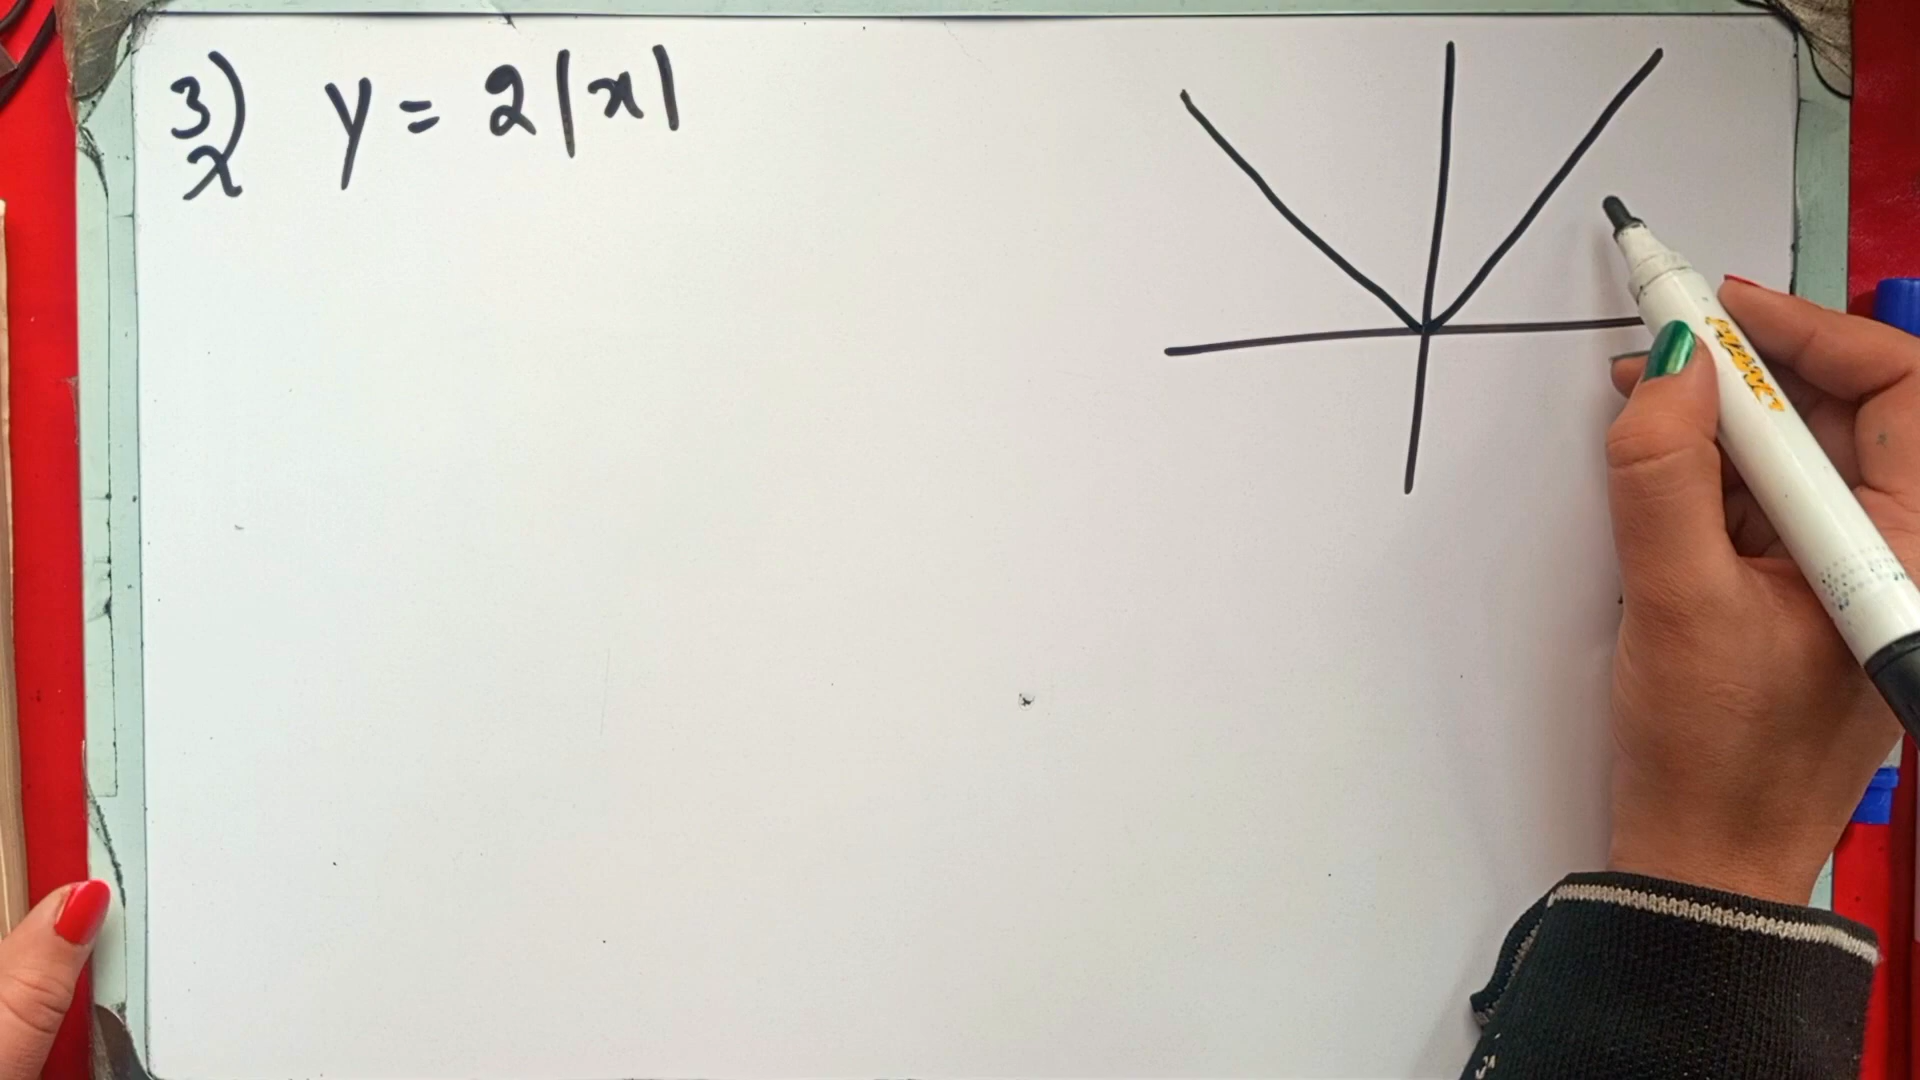 3) y = 2|x|
x